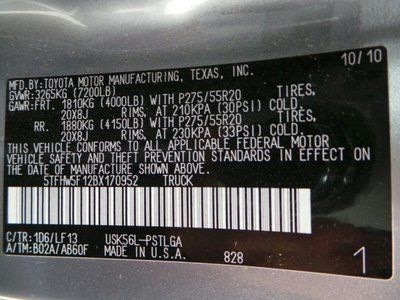 MFD.BY:TOYOTA MOTOR MANUFACTURING, TEXAS, INC. 10/10
GVWR:3265KG (7200LB)
GAWR:FRT. 1810KG (4000LB) WITH P275/55R20 TIRES,
20X8J RIMS, AT 210KPA (30PSI) COLD.
RR. 1880KG (4150LB) WITH P275/55R20 TIRES,
20X8J RIMS, AT 230KPA (33PSI) COLD.
THIS VEHICLE CONFORMS TO ALL APPLICABLE FEDERAL MOTOR
VEHICLE SAFETY AND THEFT PREVENTION STANDARDS IN EFFECT
ON THE DATE OF MANUFACTURE SHOWN ABOVE.
5TFHW5F12BX170952 TRUCK
C/TR:1D6/LF13 USK56L-PSTLGA
A/TM:B02A/AB60F MADE IN U.S.A. 828 1